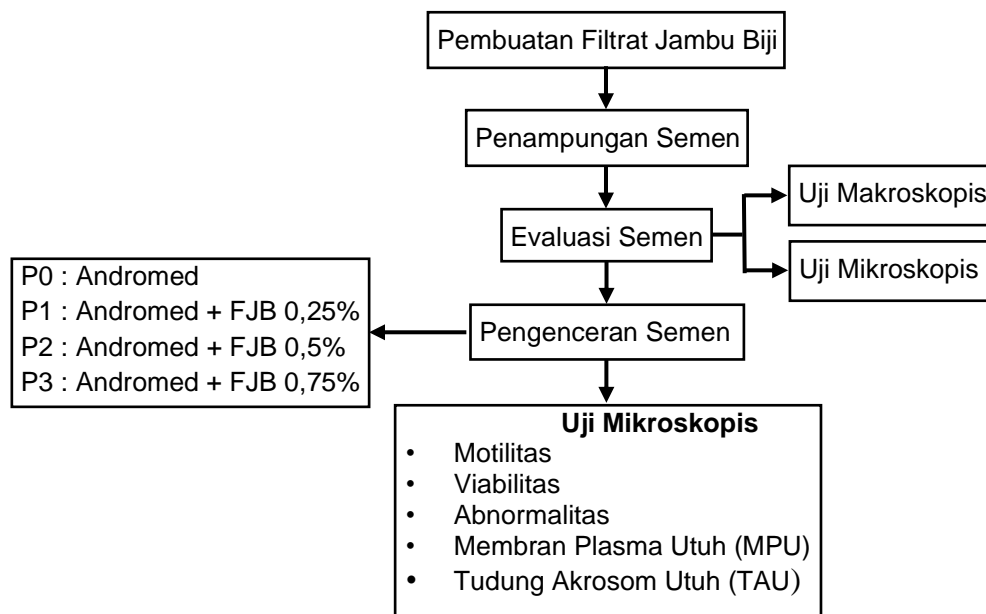 Pembuatan Filtrat Jambu Biji
Penampungan Semen
Evaluasi Semen
Uji Makroskopis
Uji Mikroskopis
Pengenceran Semen
P0 : Andromed
P1 : Andromed + FJB 0,25%
P2 : Andromed + FJB 0,5%
P3 : Andromed + FJB 0,75%
Uji Mikroskopis
• Motilitas
• Viabilitas
• Abnormalitas
• Membran Plasma Utuh (MPU)
• Tudung Akrosom Utuh (TAU)